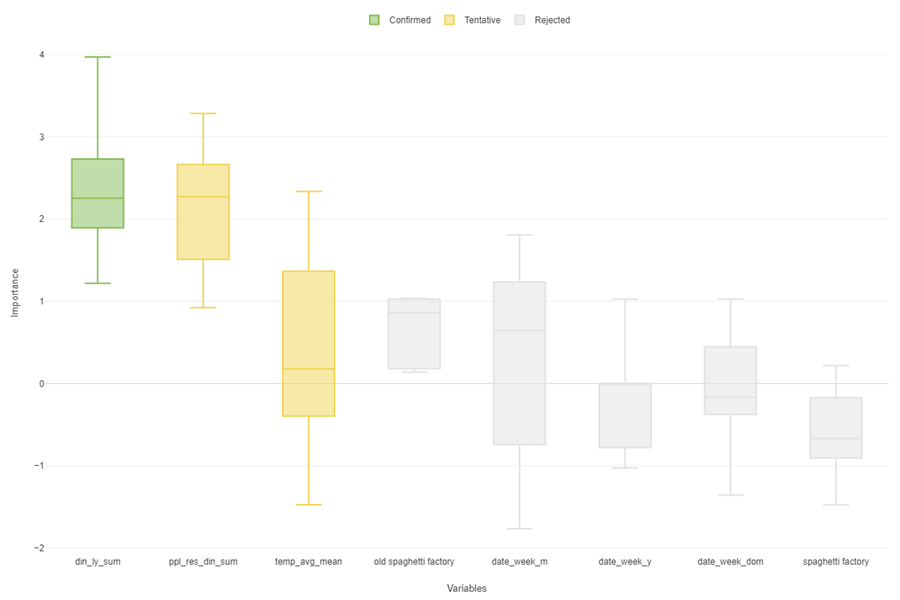 Confirmed Tentative Rejected
4
3
2
1
0
−1
−2
Importance
din_ly_sum ppl_res_din_sum temp_avg_mean old spaghetti factory date_week_m date_week_y date_week_dom spaghetti factory
Variables